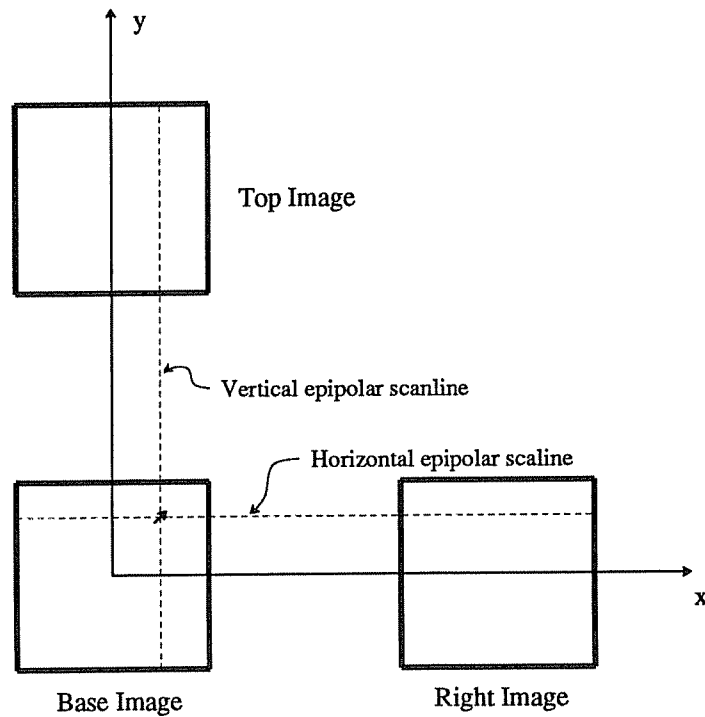 y
Top Image
Vertical epipolar scanline
Horizontal epipolar scaline
x
Base Image
Right Image